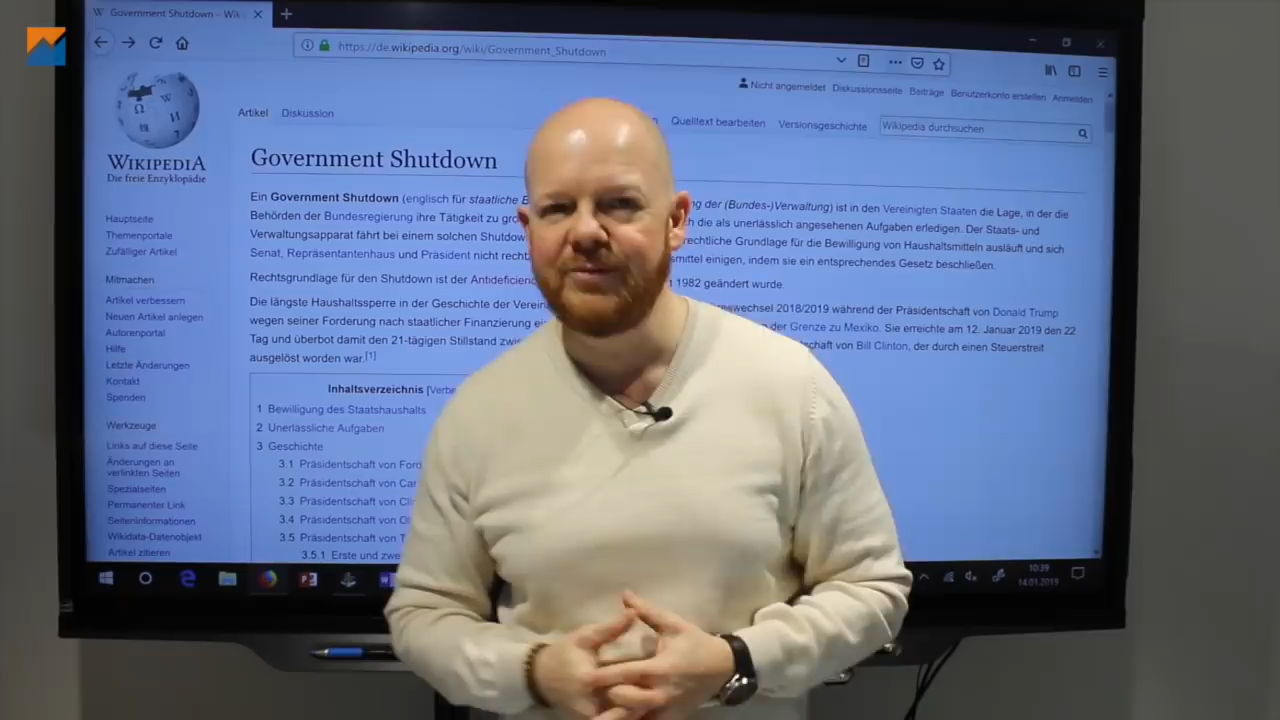 Government Shutdown – Wik
https://de.wikipedia.org/wiki/Government_Shutdown
Nicht angemeldet Diskussionsseite Beiträge Benutzerkonto erstellen Anmelden
Artikel Diskussion
Quelltext bearbeiten Versionsgeschichte Wikipedia durchsuchen
WIKIPEDIA
Die freie Enzyklopädie
Government Shutdown
Ein Government Shutdown (englisch für staatliche B ng der (Bundes-)Verwaltung) ist in den Vereinigten Staaten die Lage, in der die
Behörden der Bundesregierung ihre Tätigkeit zu gro h die als unerlässlich angesehenen Aufgaben erledigen. Der Staats- und
Verwaltungsapparat fährt bei einem solchen Shutdow rechtliche Grundlage für die Bewilligung von Haushaltsmitteln ausläuft und sich
Senat, Repräsentantenhaus und Präsident nicht recht smittel einigen, indem sie ein entsprechendes Gesetz beschließen.
Rechtsgrundlage für den Shutdown ist der Antideficienc 1982 geändert wurde.
Die längste Haushaltssperre in der Geschichte der Verein swechsel 2018/2019 während der Präsidentschaft von Donald Trump
wegen seiner Forderung nach staatlicher Finanzierung ei n der Grenze zu Mexiko. Sie erreichte am 12. Januar 2019 den 22.
Tag und überbot damit den 21-tägigen Stillstand zwi tschaft von Bill Clinton, der durch einen Steuerstreit
ausgelöst worden war.[1]
Inhaltsverzeichnis [Verbe
1 Bewilligung des Staatshaushalts
2 Unerlässliche Aufgaben
3 Geschichte
3.1 Präsidentschaft von Ford
3.2 Präsidentschaft von Car
3.3 Präsidentschaft von Cli
3.4 Präsidentschaft von
3.5 Präsidentschaft von T
3.5.1 Erste und zwe
Hauptseite
Themenportale
Zufälliger Artikel
Mitmachen
Artikel verbessern
Neuen Artikel anlegen
Autorenportal
Hilfe
Letzte Änderungen
Kontakt
Spenden
Werkzeuge
Links auf diese Seite
Änderungen an
verlinkten Seiten
Spezialseiten
Permanenter Link
Seiteninformationen
Wikidata-Datenobjekt
Artikel zitieren
10:39
14.01.2019